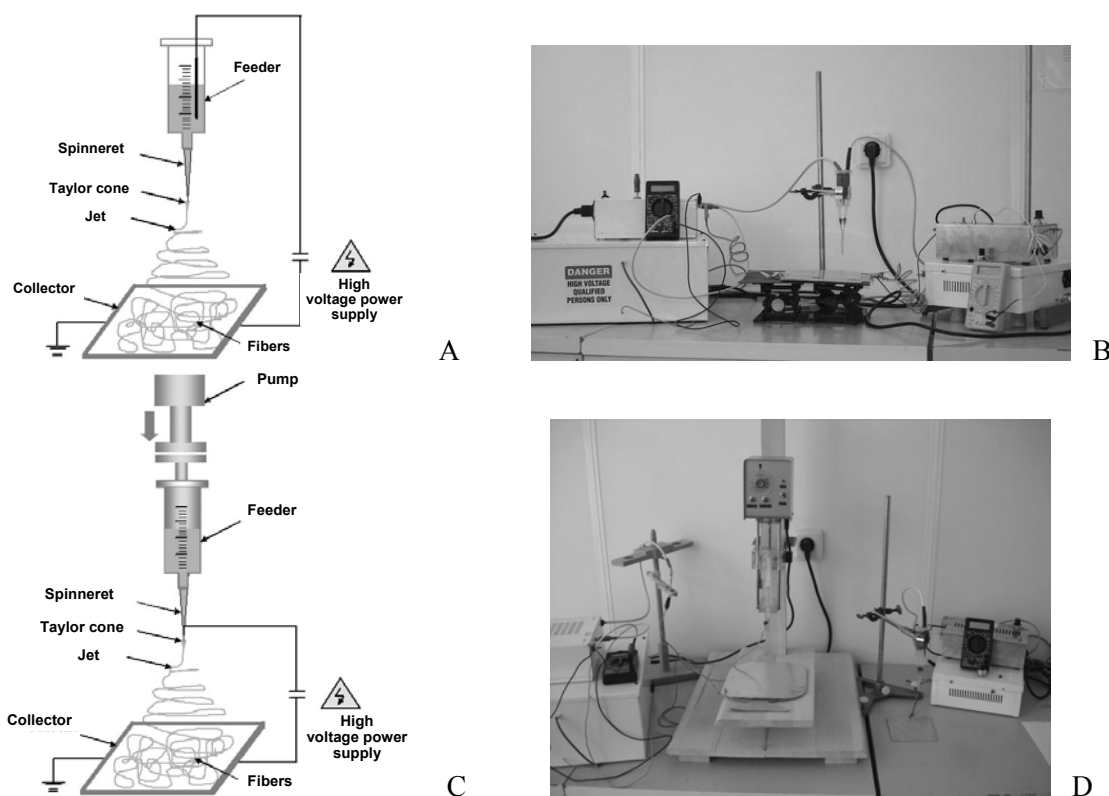 Feeder
Spinneret
Taylor cone
Jet
Collector
High
voltage power
supply
Fibers
A
DANGER
HIGH VOLTAGE
QUALIFIED
PERSONS ONLY
B
Pump
Feeder
Spinneret
Taylor cone
Jet
Collector
High
voltage power
supply
Fibers
C
D